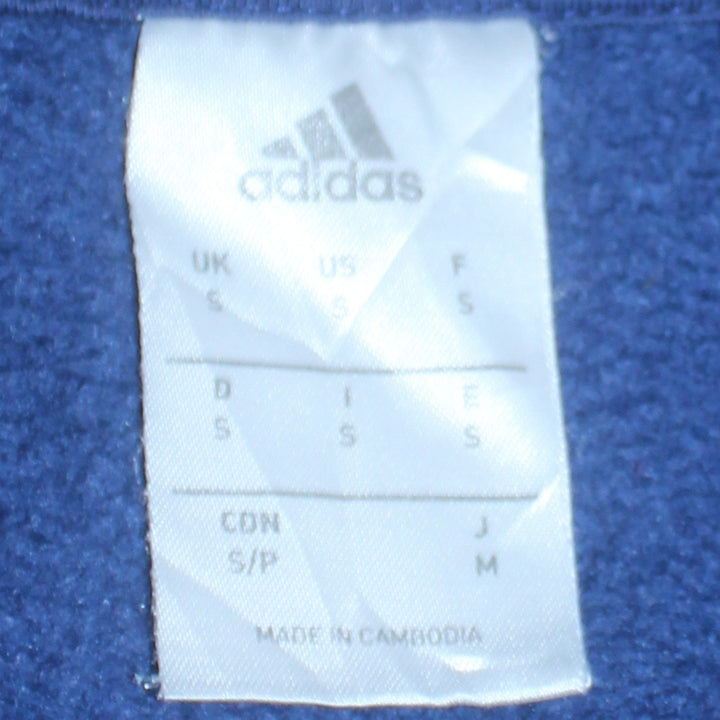 adidas
UK US F
S S S
D I E
S S S
CDN J
S/P M
MADE IN CAMBODIA